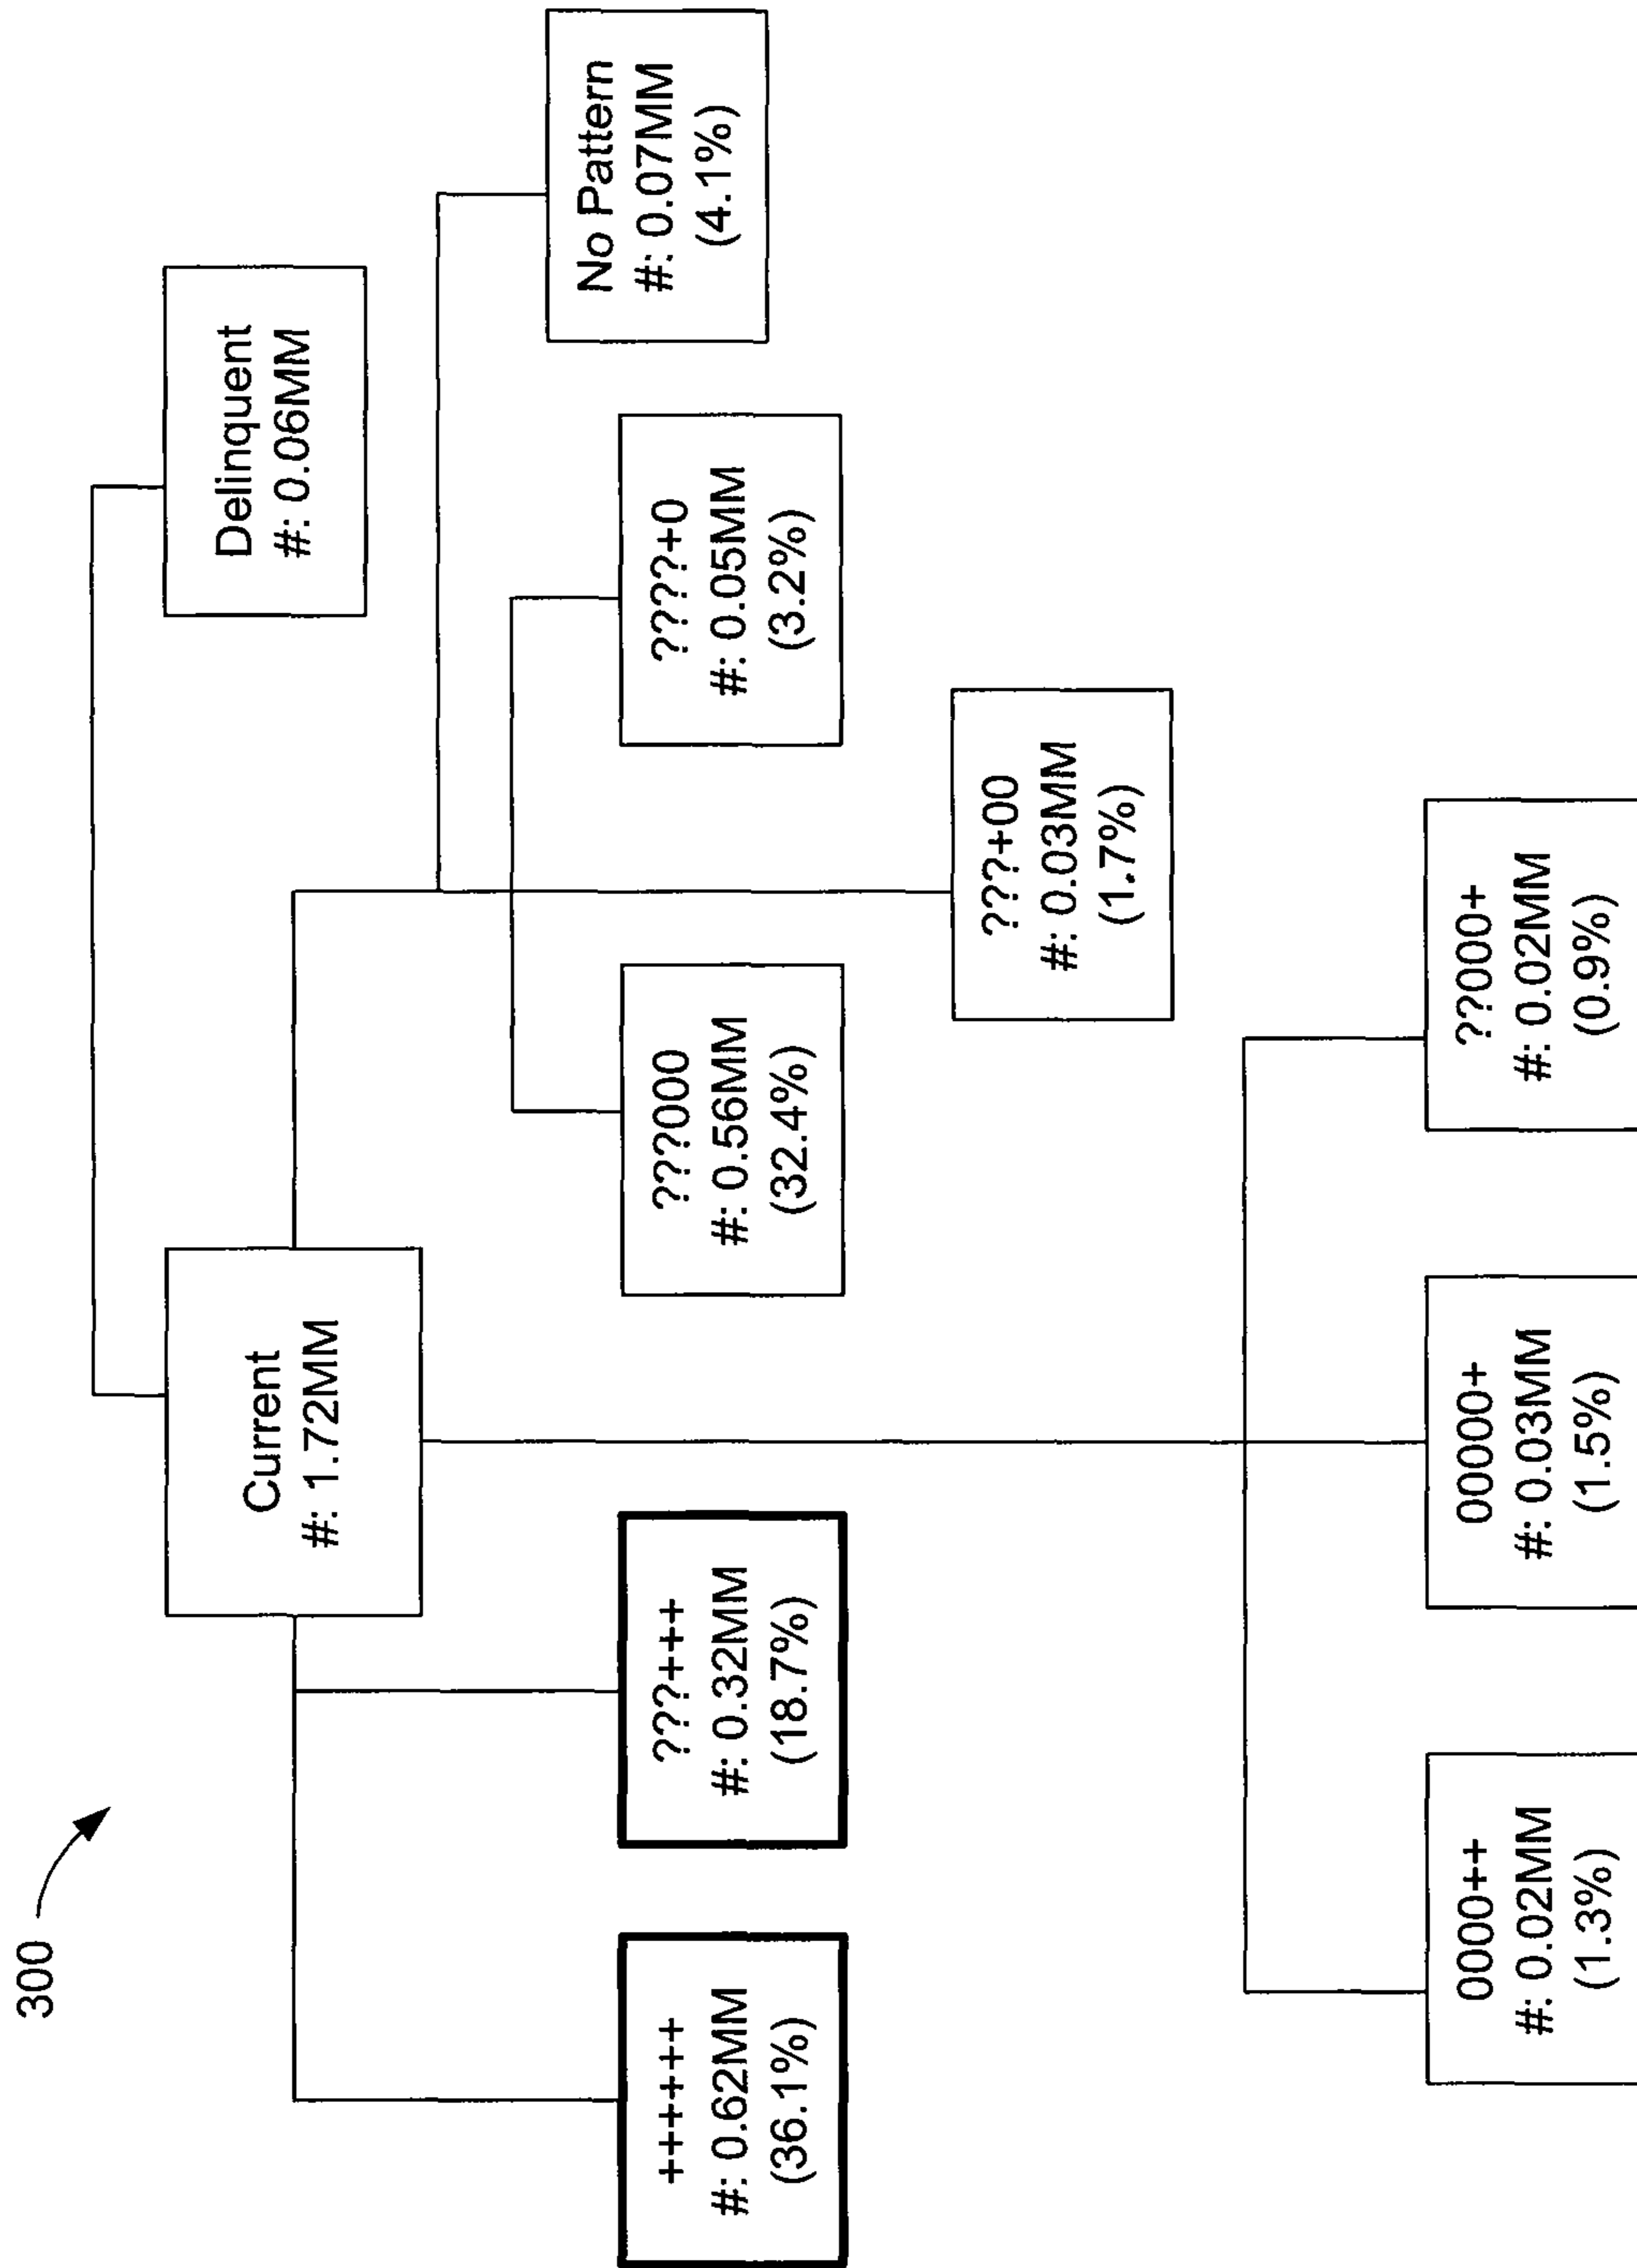 300
Current
#: 1.72MM
Delinquent
#: 0.06MM
++++++
#: 0.62MM
(36.1%)
???+++
#: 0.32MM
(18.7%)
???000
#: 0.56MM
(32.4%)
????+0
#: 0.05MM
(3.2%)
No Pattern
#: 0.07MM
(4.1%)
???+00
#: 0.03MM
(1.7%)
0000++
#: 0.02MM
(1.3%)
00000+
#: 0.03MM
(1.5%)
??000+
#: 0.02MM
(0.9%)